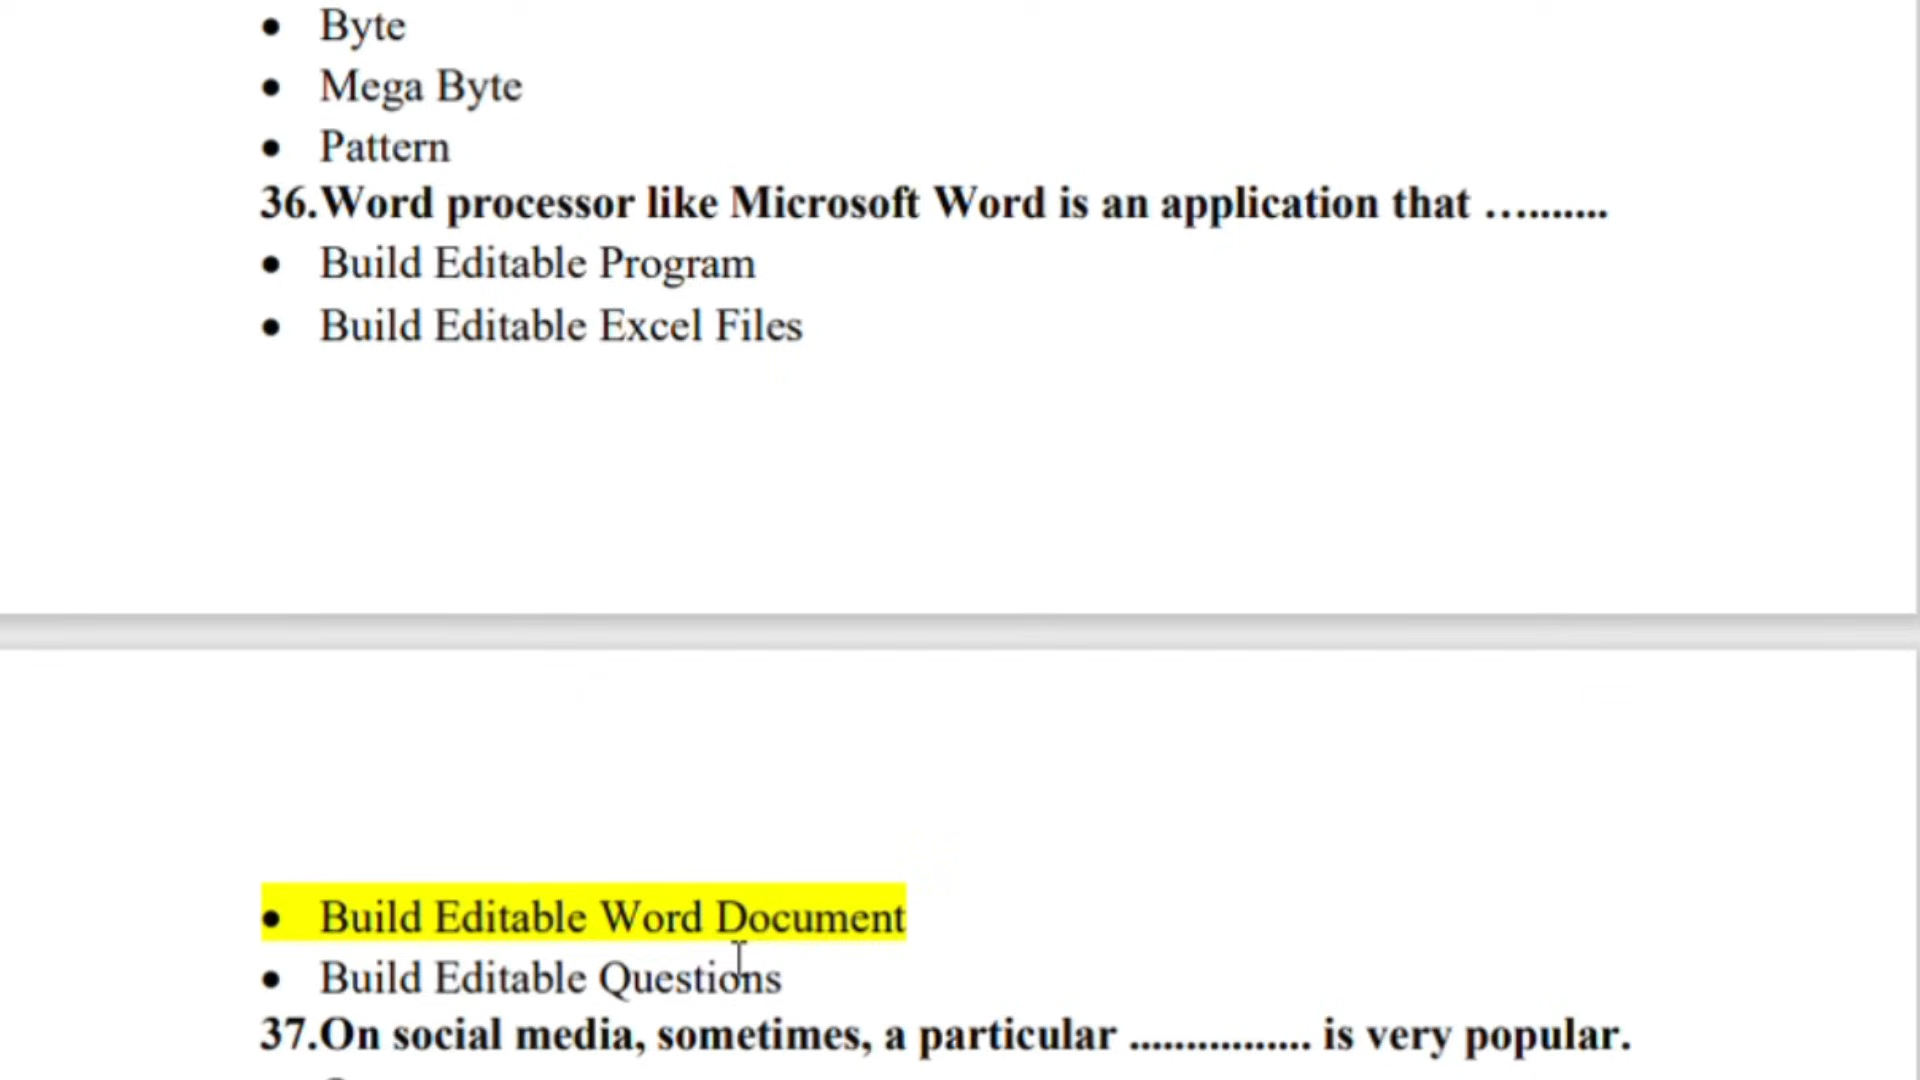 • Byte
• Mega Byte
• Pattern
36.Word processor like Microsoft Word is an application that ….......
• Build Editable Program
• Build Editable Excel Files
• Build Editable Word Document
• Build Editable Questions
37.On social media, sometimes, a particular ................ is very popular.